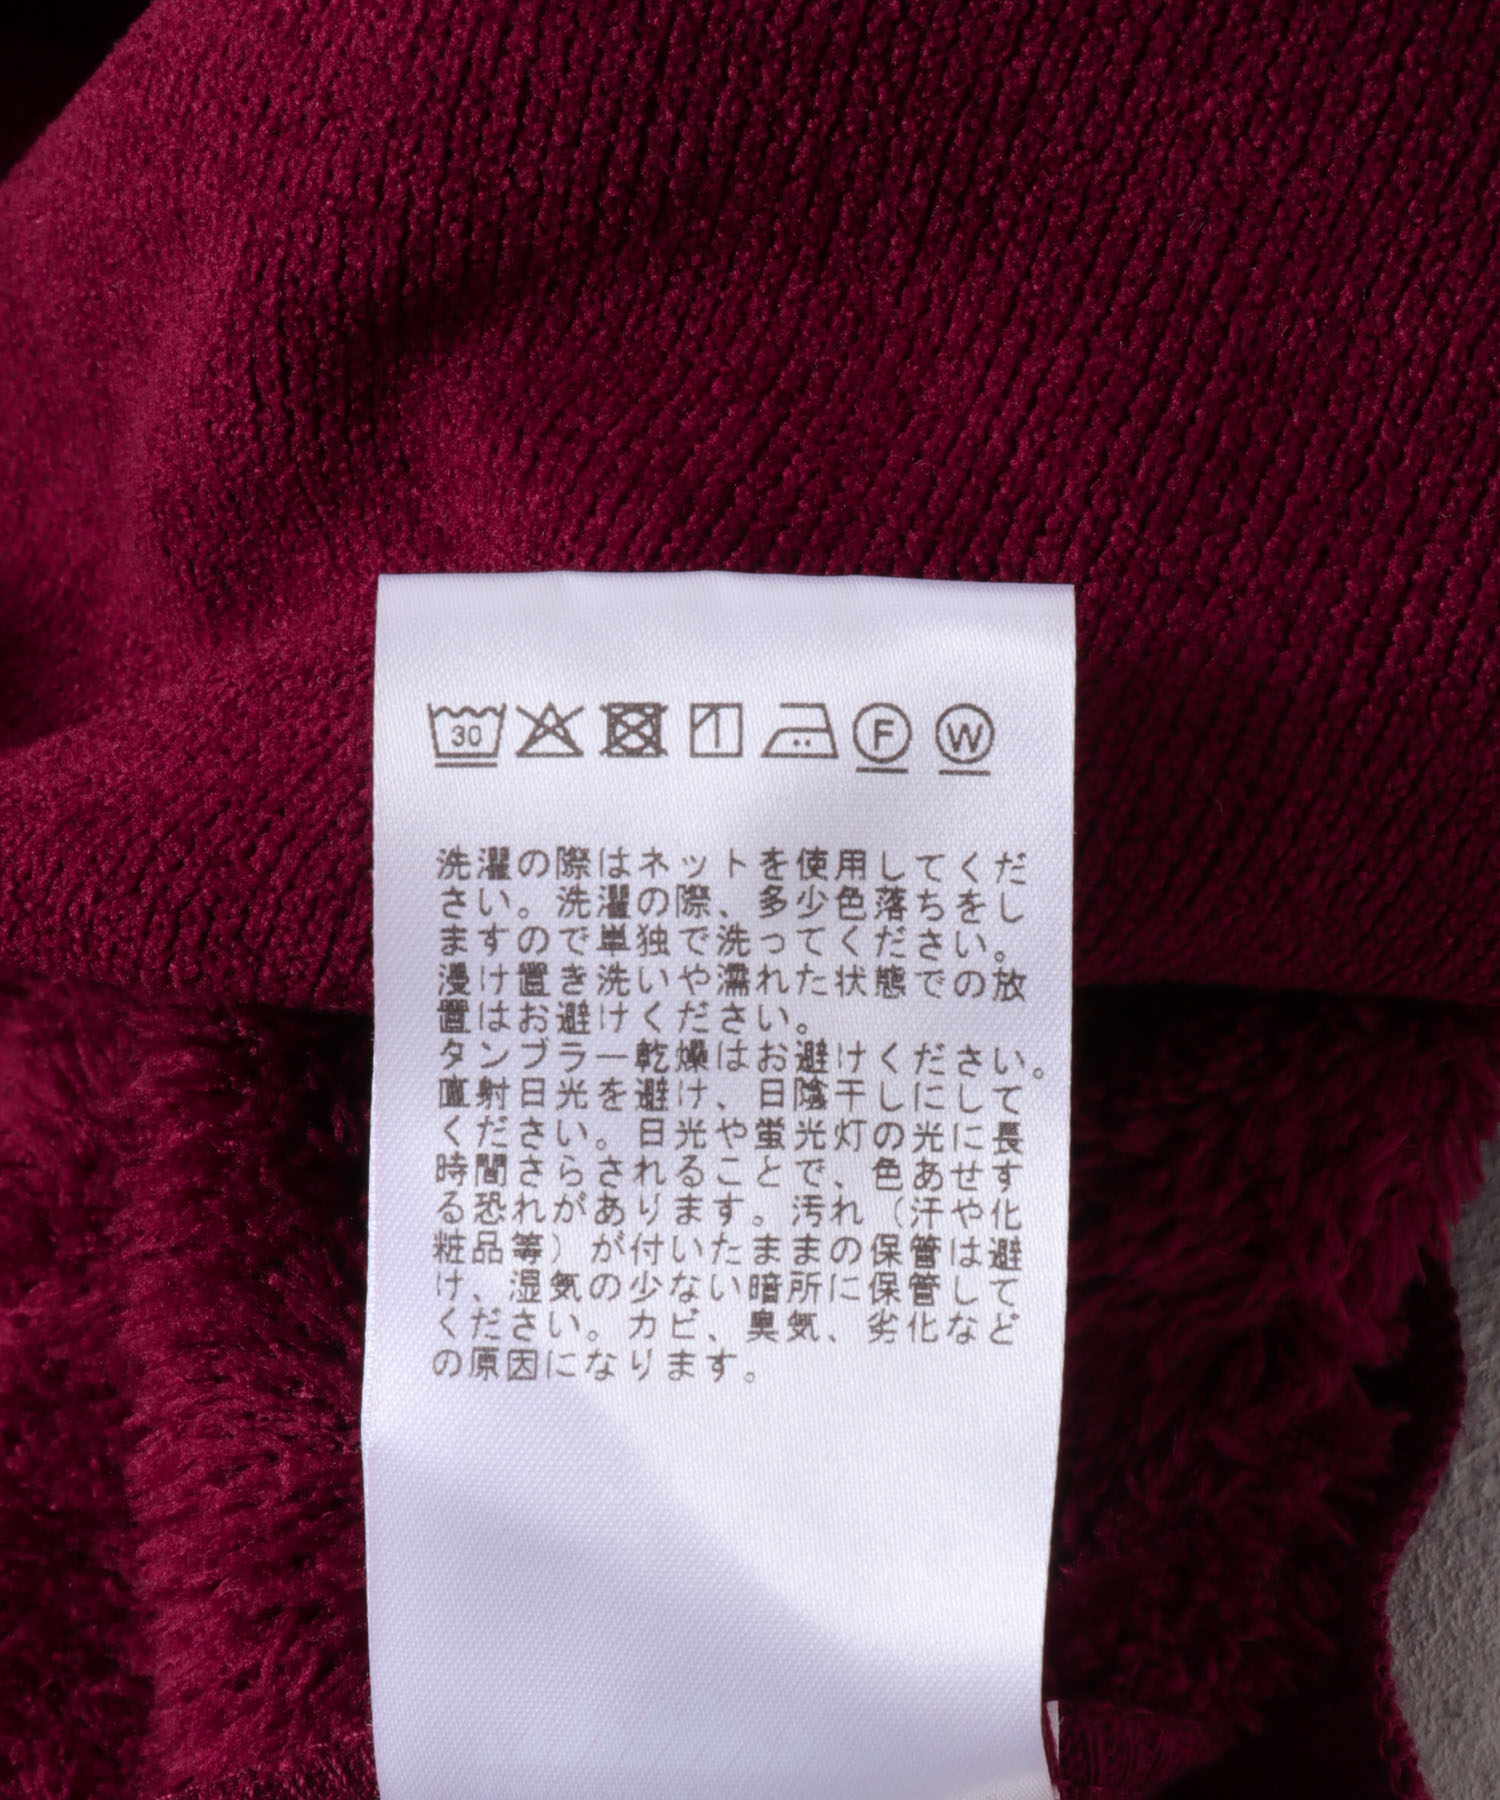 30 1 F W
洗濯の際はネットを使用してくだ
さい。洗濯の際、多少色落ちをし
ますので単独で洗ってください。
浸け置き洗いや濡れた状態での放
置はお避けください。
タンブラー乾燥はお避けください。
直射日光を避け、日陰干しにして
ください。日光や蛍光灯の光に長
時間さらされることで、色あせす
る恐れがあります。汚れ（汗や化
粧品等）が付いたままの保管は避
け、湿気の少ない暗所に保管して
ください。カビ、臭気、劣化など
の原因になります。